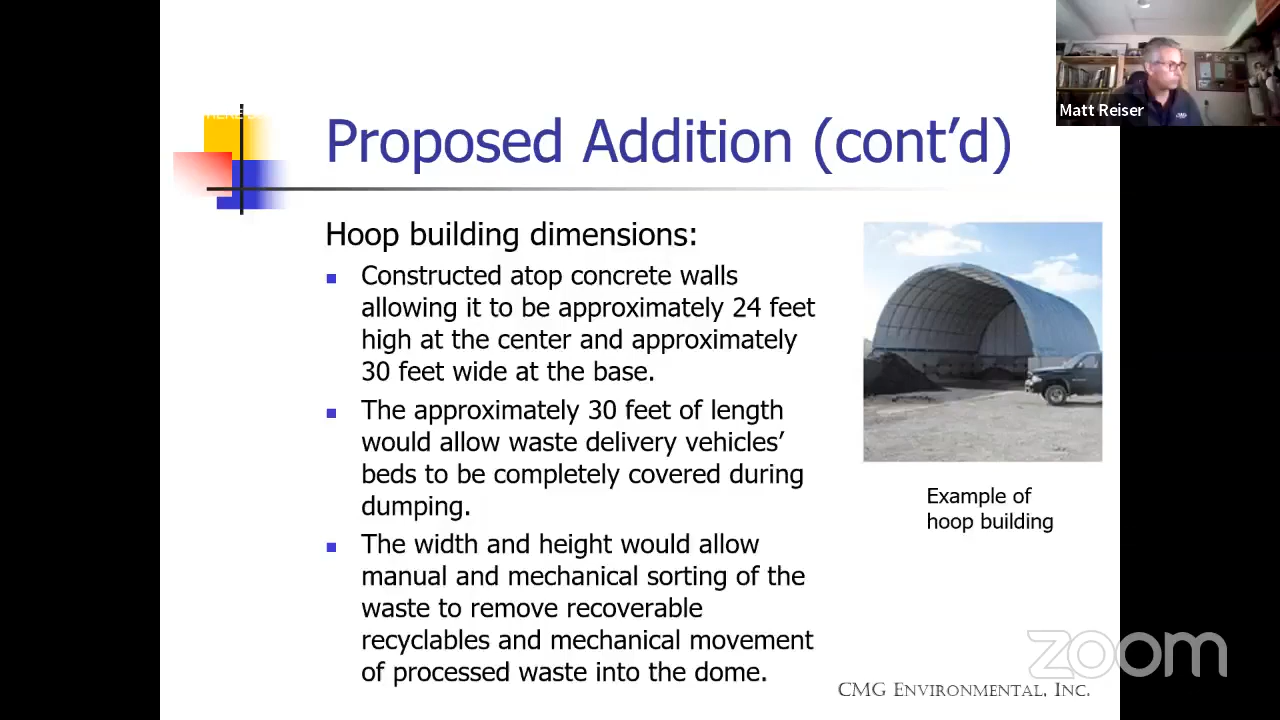 Matt Reiser
Proposed Addition (cont’d)
Hoop building dimensions:
Constructed atop concrete walls
allowing it to be approximately 24 feet
high at the center and approximately
30 feet wide at the base.
The approximately 30 feet of length
would allow waste delivery vehicles’
beds to be completely covered during
dumping.
The width and height would allow
manual and mechanical sorting of the
waste to remove recoverable
recyclables and mechanical movement
of processed waste into the dome.
Example of
hoop building
zoom
CMG Environmental, Inc.